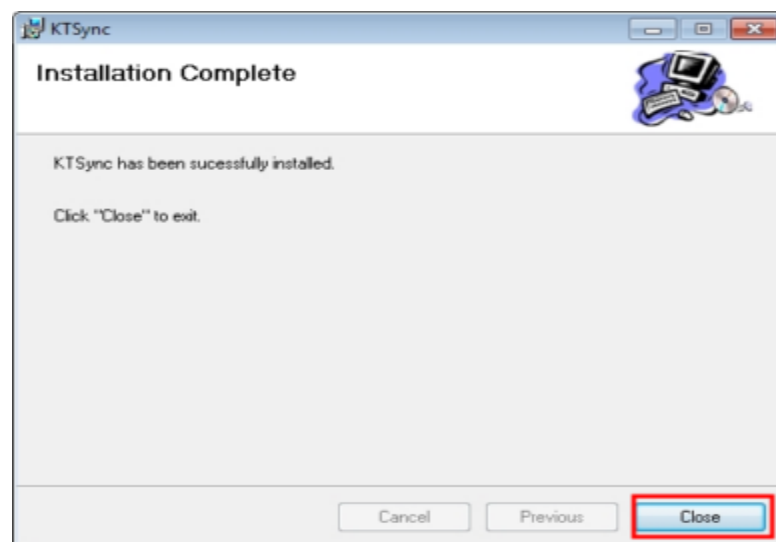 KTSync
Installation Complete
KTSync has been sucessfully installed.
Click "Close" to exit.
Cancel
Previous
Close